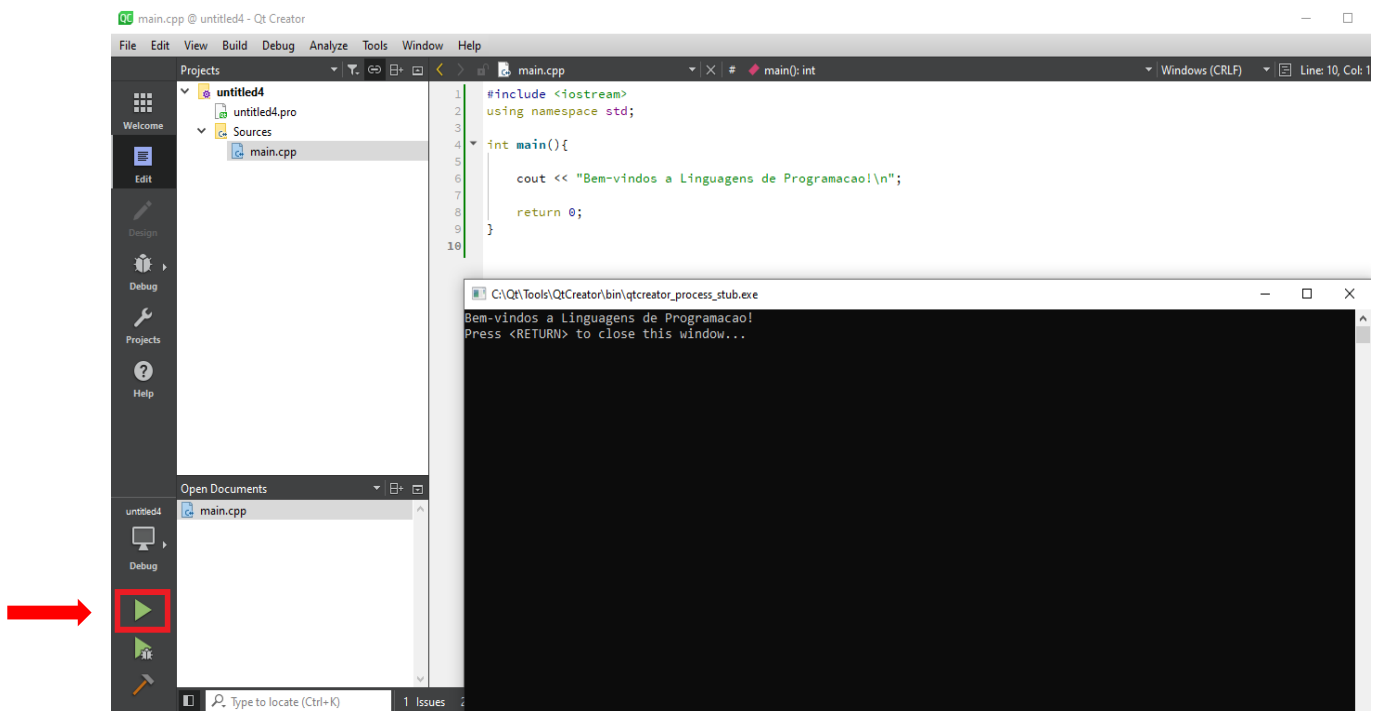 main.cpp @ untitled4 - Qt Creator
File Edit View Build Debug Analyze Tools Window Help
Projects
main.cpp
#
main(): int
Windows (CRLF)
Line: 10, Col: 1
Welcome
Edit
Design
Debug
Projects
Help
untitled4
untitled4.pro
Sources
main.cpp
1 #include <iostream>
2 using namespace std;
3
4 int main(){
5
6 cout << "Bem-vindos a Linguagens de Programacao!\n";
7
8 return 0;
9 }
10
C:\Qt\Tools\QtCreator\bin\qtcreator_process_stub.exe
Bem-vindos a Linguagens de Programacao!
Press <RETURN> to close this window...
Open Documents
main.cpp
untitled4
Debug
Type to locate (Ctrl+K)
1 Issues
2